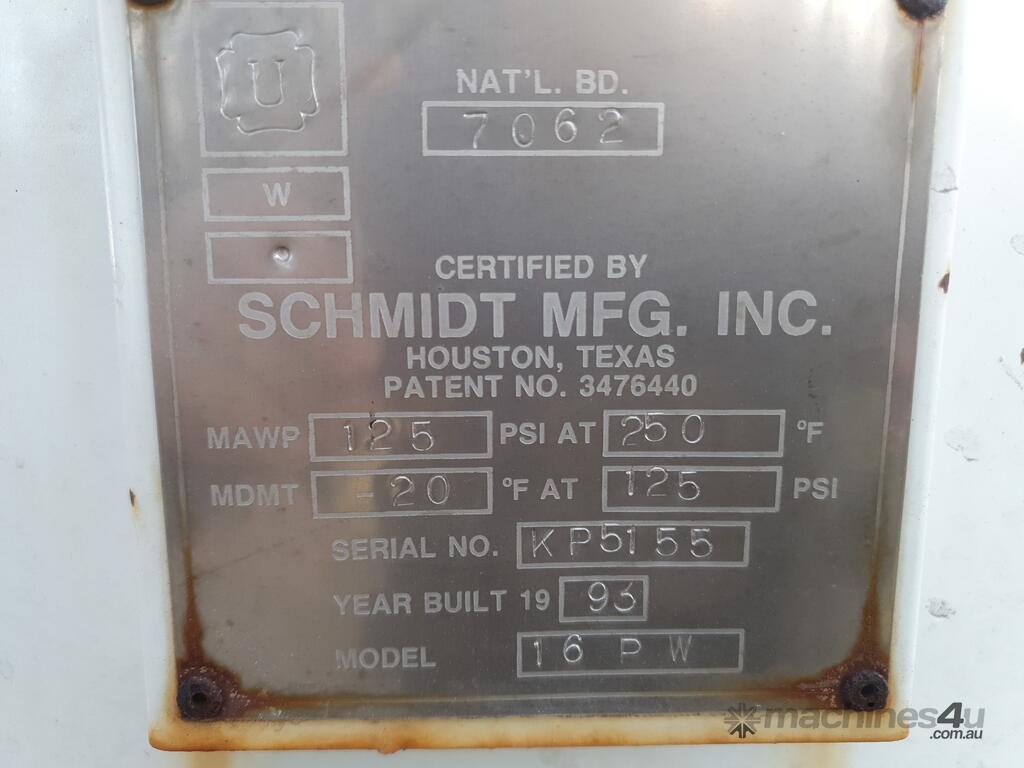 U
NAT'L. BD.
7062
W
CERTIFIED BY
SCHMIDT MFG. INC.
HOUSTON, TEXAS
PATENT NO. 3476440
MAWP 125 PSI AT 250 °F
MDMT -20 °F AT 125 PSI
SERIAL NO. KP5155
YEAR BUILT 19 93
MODEL 16 PW
machines4u
.com.au